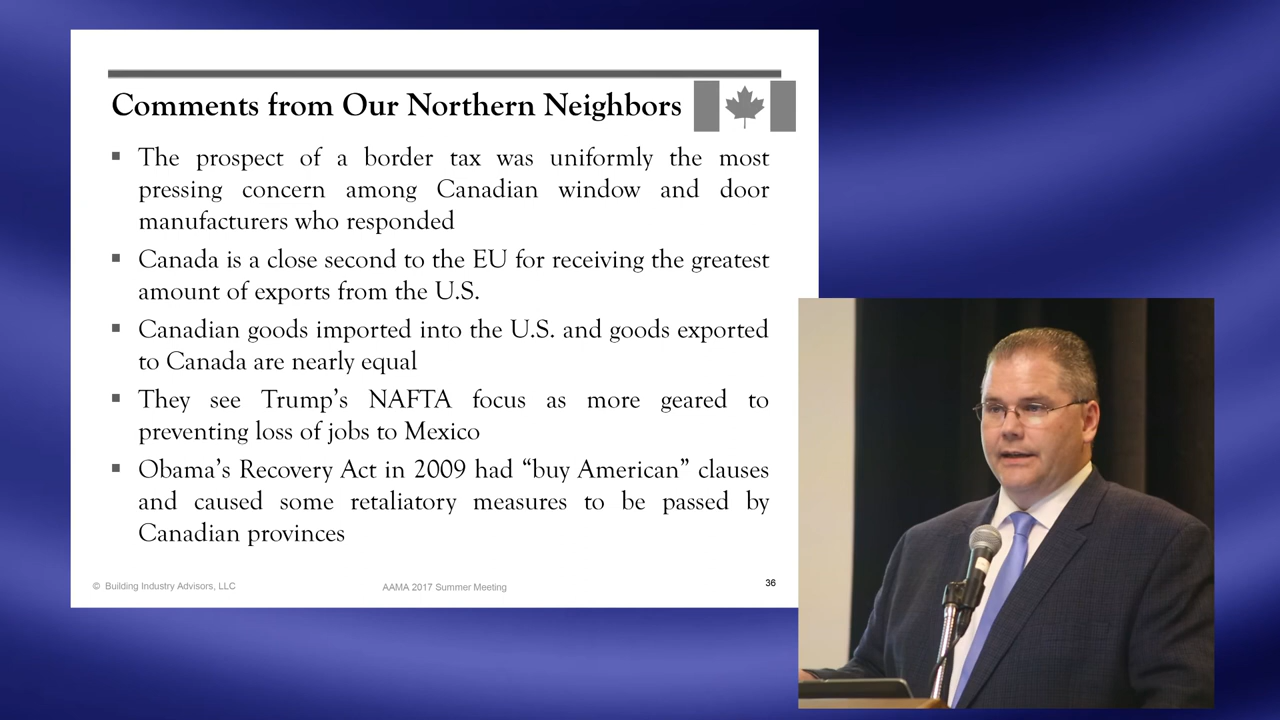 Comments from Our Northern Neighbors
▪ The prospect of a border tax was uniformly the most
pressing concern among Canadian window and door
manufacturers who responded
▪ Canada is a close second to the EU for receiving the greatest
amount of exports from the U.S.
▪ Canadian goods imported into the U.S. and goods exported
to Canada are nearly equal
▪ They see Trump’s NAFTA focus as more geared to
preventing loss of jobs to Mexico
▪ Obama’s Recovery Act in 2009 had “buy American” clauses
and caused some retaliatory measures to be passed by
Canadian provinces
© Building Industry Advisors, LLC
AAMA 2017 Summer Meeting
36